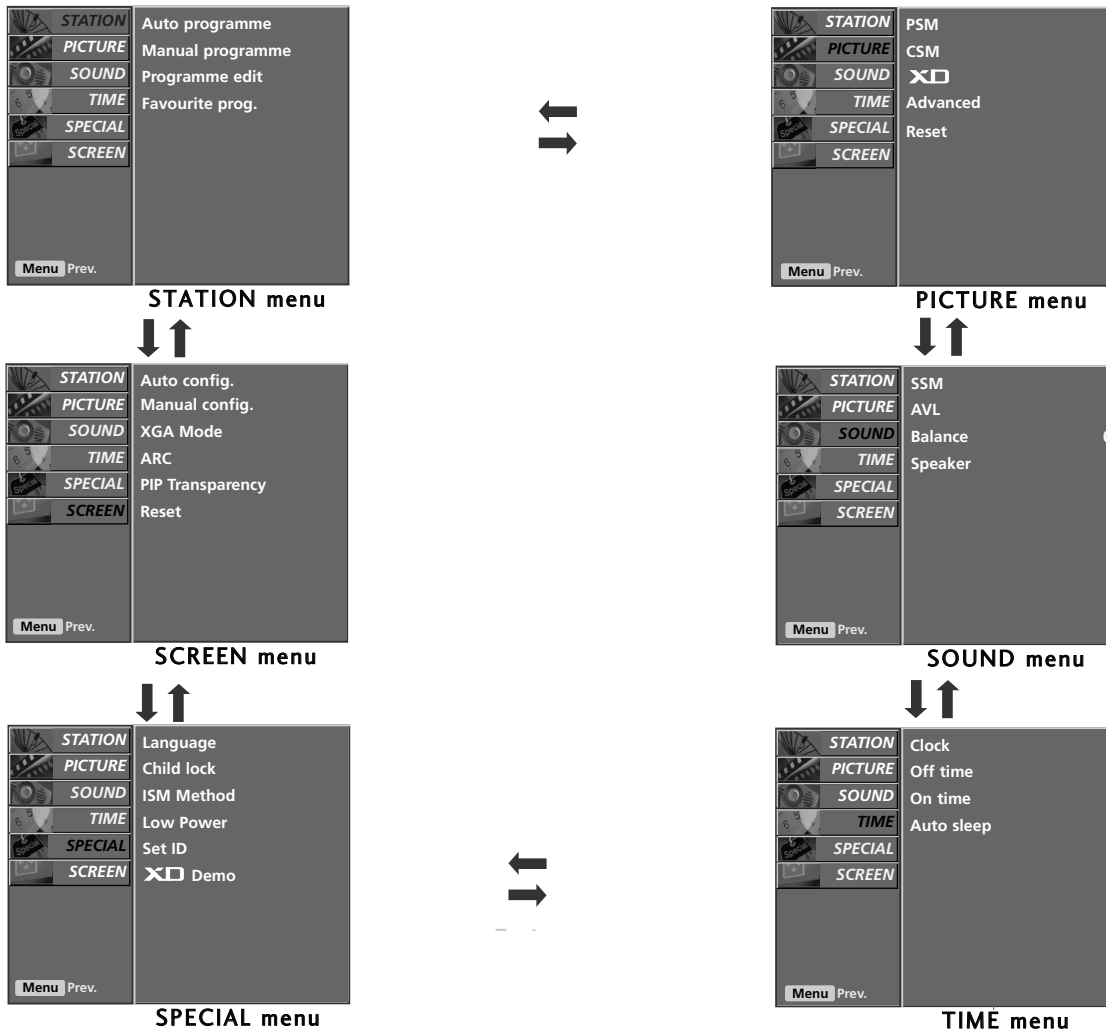 STATION
PICTURE
SOUND
TIME
SPECIAL
SCREEN
Auto programme
Manual programme
Programme edit
Favourite prog.
Menu Prev.
STATION menu
STATION
PICTURE
SOUND
TIME
SPECIAL
SCREEN
PSM
CSM
XD
Advanced
Reset
Menu Prev.
PICTURE menu
STATION
PICTURE
SOUND
TIME
SPECIAL
SCREEN
Auto config.
Manual config.
XGA Mode
ARC
PIP Transparency
Reset
Menu Prev.
SCREEN menu
STATION
PICTURE
SOUND
TIME
SPECIAL
SCREEN
SSM
AVL
Balance
Speaker
Menu Prev.
SOUND menu
STATION
PICTURE
SOUND
TIME
SPECIAL
SCREEN
Language
Child lock
ISM Method
Low Power
Set ID
XD Demo
Menu Prev.
SPECIAL menu
STATION
PICTURE
SOUND
TIME
SPECIAL
SCREEN
Clock
Off time
On time
Auto sleep
Menu Prev.
TIME menu